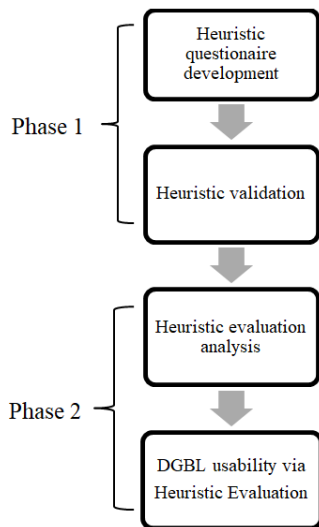 Heuristic
questionaire
development
Phase 1
Heuristic validation
Heuristic evaluation
analysis
Phase 2
DGBL usability via
Heuristic Evaluation